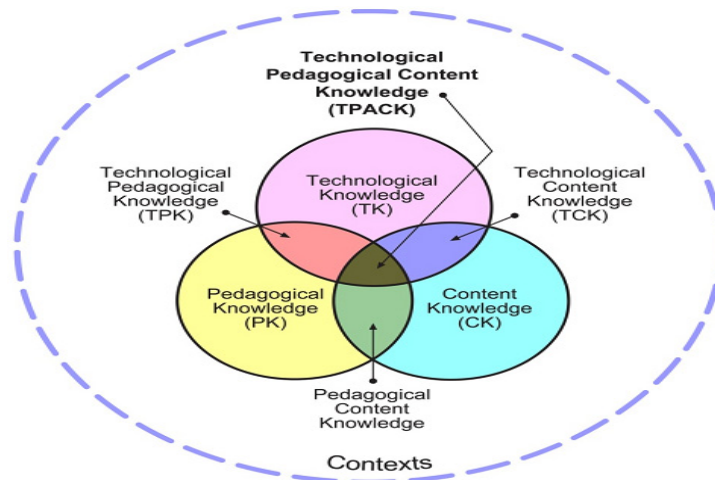 Technological
Pedagogical Content
Knowledge
(TPACK)
Technological
Pedagogical
Knowledge
(TPK)
Technological
Knowledge
(TK)
Technological
Content
Knowledge
(TCK)
Pedagogical
Knowledge
(PK)
Content
Knowledge
(CK)
Pedagogical
Content
Knowledge
Contexts